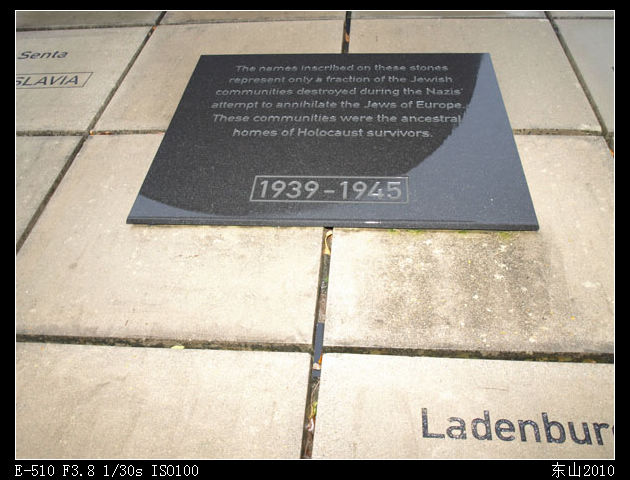 Senta
SLAVIA
The names inscribed on these stones
represent only a fraction of the Jewish
communities destroyed during the Nazis'
attempt to annihilate the Jews of Europe.
These communities were the ancestral
homes of Holocaust survivors.
1939-1945
Ladenbur
E-510 F3.8 1/30s ISO100
东山2010